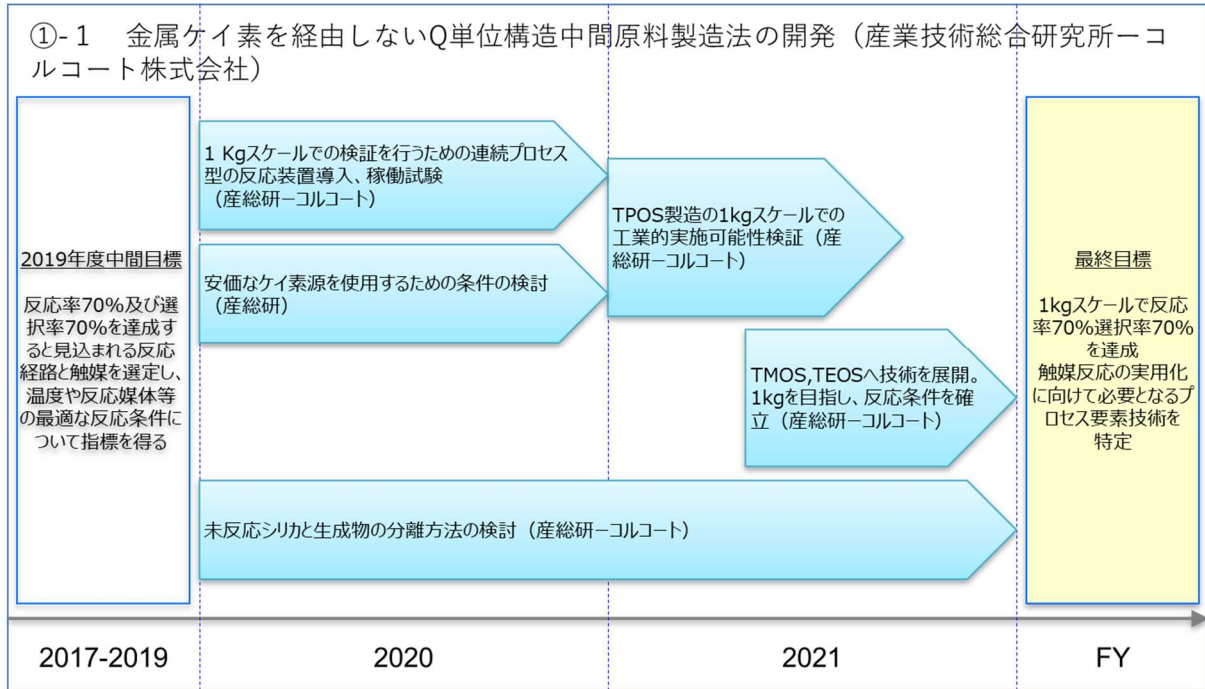 ①-1　金属ケイ素を経由しないQ単位構造中間原料製造法の開発（産業技術総合研究所ーコ
ルコート株式会社）
2019年度中間目標
反応率70%及び選
択率70%を達成す
ると見込まれる反応
経路と触媒を選定し、
温度や反応媒体等
の最適な反応条件に
ついて指標を得る
1 Kgスケールでの検証を行うための連続プロセス
型の反応装置導入、稼働試験
（産総研ーコルコート）
安価なケイ素源を使用するための条件の検討
（産総研）
TPOS製造の1kgスケールでの
工業的実施可能性検証（産
総研ーコルコート）
TMOS,TEOSへ技術を展開。
1kgを目指し、反応条件を確
立（産総研ーコルコート）
未反応シリカと生成物の分離方法の検討（産総研ーコルコート）
最終目標
1kgスケールで反応
率70%選択率70%
を達成
触媒反応の実用化
に向けて必要となるプ
ロセス要素技術を
特定
2017-2019
2020
2021
FY